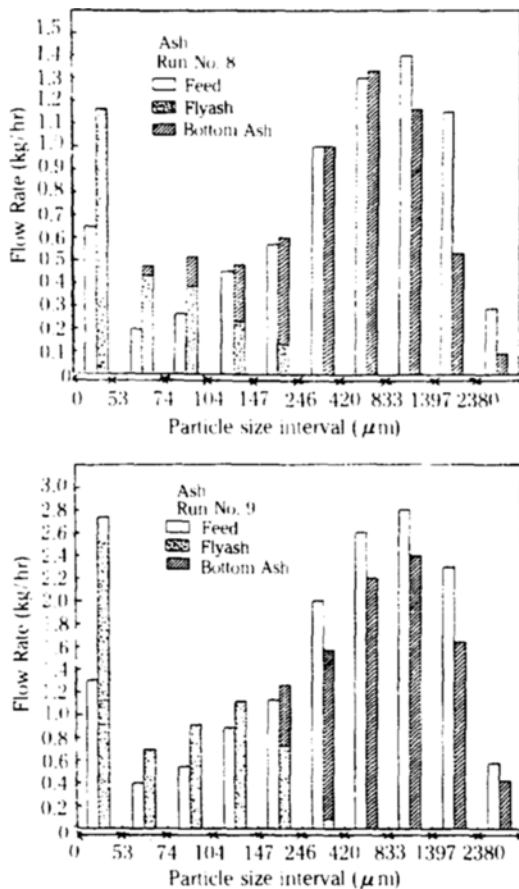 Ash
Run No. 8
Feed
Flyash
Bottom Ash
Flow Rate (kg/hr)
1.6
1.5
1.4
1.3
1.2
1.1
1.0
0.9
0.8
0.7
0.6
0.5
0.4
0.3
0.2
0.1
0
0 53 74 104 147 246 420 833 1397 2380
Particle size interval (μm)
Ash
Run No. 9
Feed
Flyash
Bottom Ash
Flow Rate (kg/hr)
3.0
2.8
2.6
2.4
2.2
2.0
1.8
1.6
1.4
1.2
1.0
0.8
0.6
0.4
0.2
0
0 53 74 104 147 246 420 833 1397 2380
Particle size interval (μm)